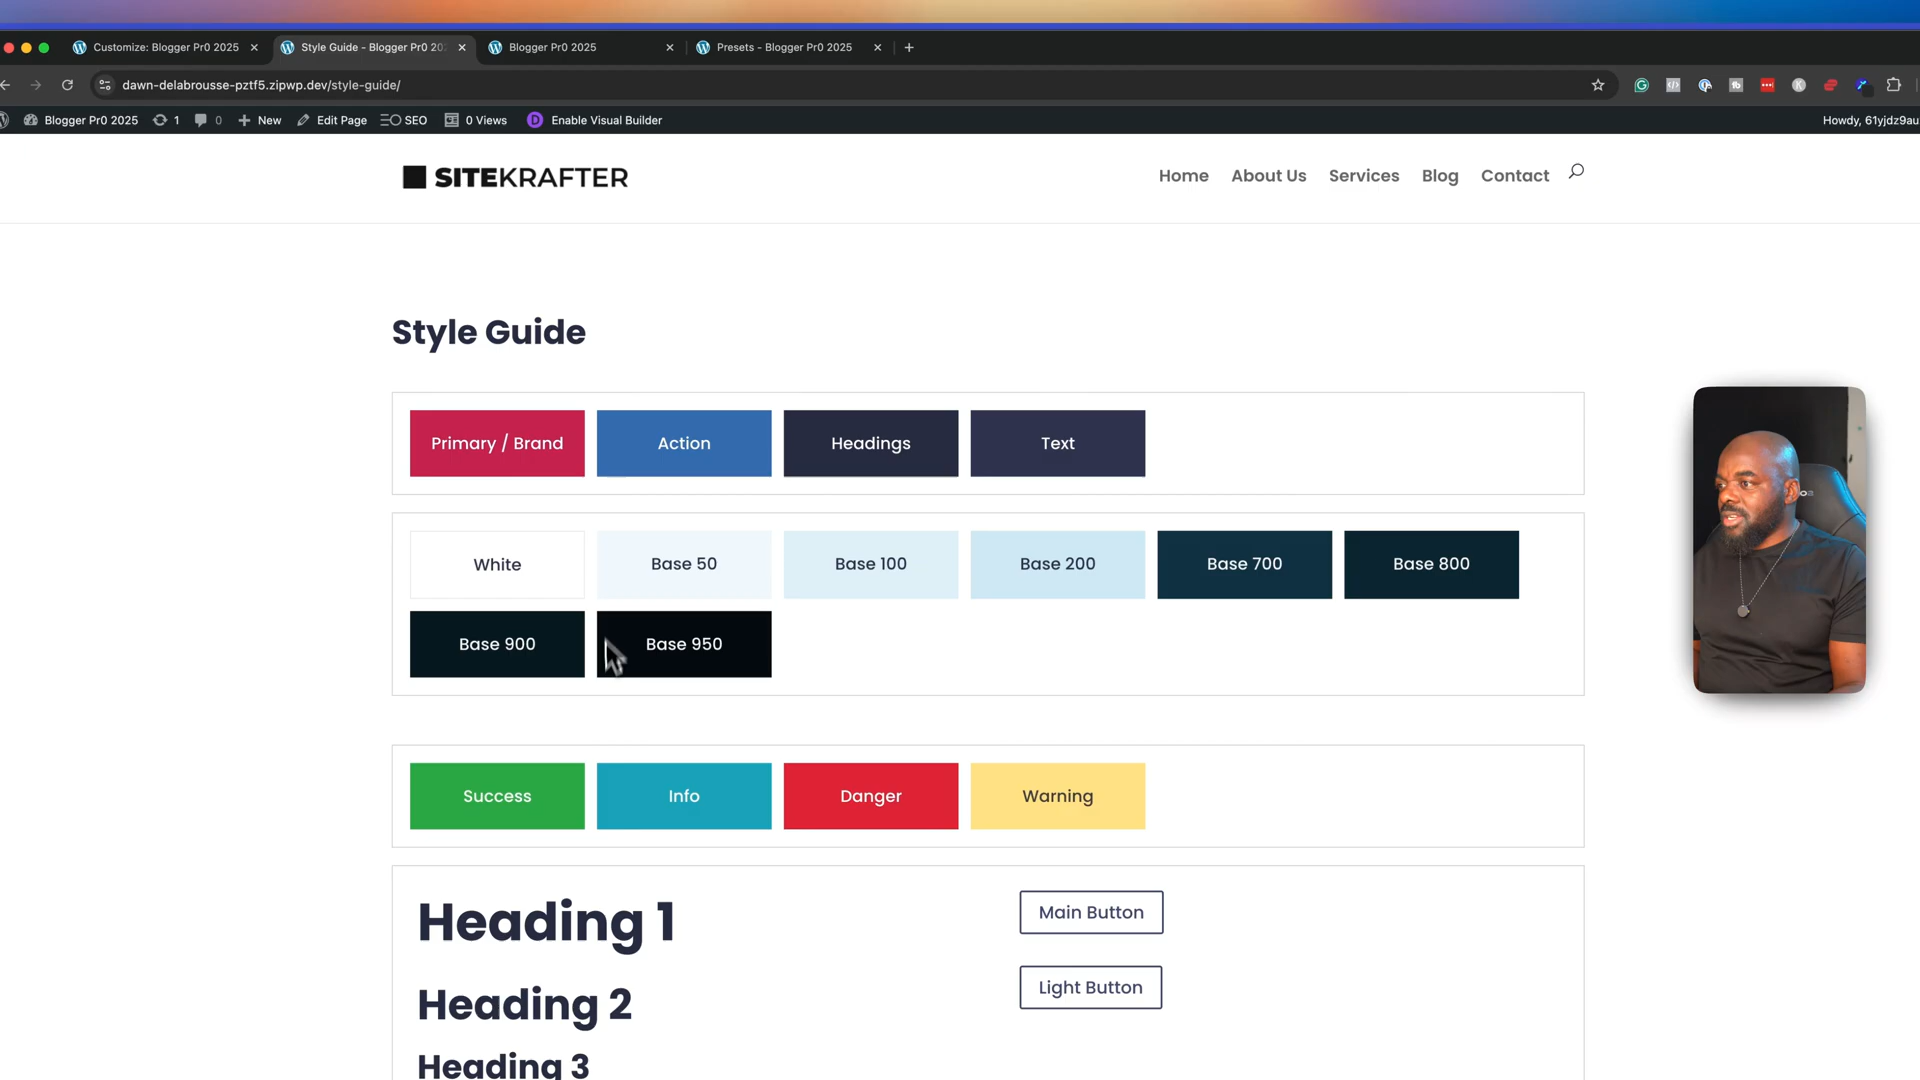 Customize: Blogger Pr0 2025
Style Guide - Blogger Pr0 202
Blogger Pr0 2025
Presets - Blogger Pr0 2025
dawn-delabrousse-pztf5.zipwp.dev/style-guide/
Blogger Pr0 2025 1 0 New Edit Page SEO 0 Views D Enable Visual Builder Howdy, 61yjdz9au
SITEKRAFTER
Home About Us Services Blog Contact
Style Guide
Primary / Brand Action Headings Text
White Base 50 Base 100 Base 200 Base 700 Base 800
Base 900 Base 950
Success Info Danger Warning
Heading 1
Main Button
Heading 2
Light Button
Heading 3